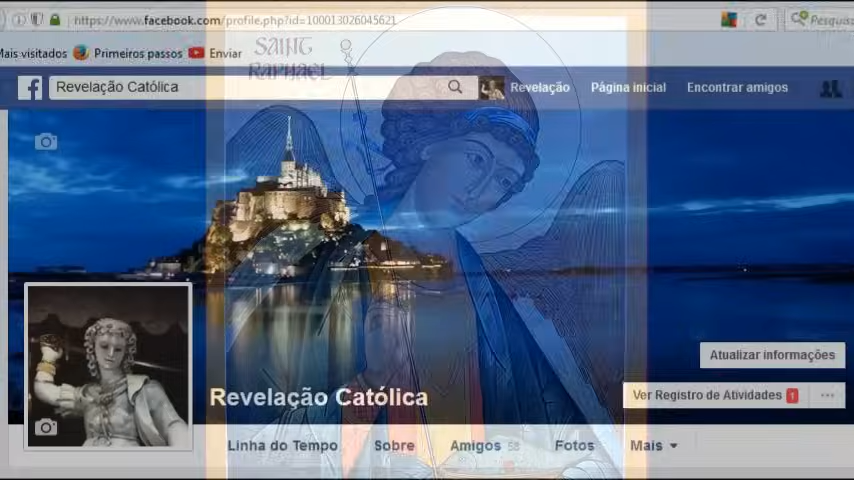 https://www.facebook.com/profile.php?id=100013026045621
Pesquisa
Mais visitados Primeiros passos Enviar
SAINT
RAPHAEL
Revelação Católica
Revelação Página inicial Encontrar amigos
Atualizar informações
Revelação Católica
Ver Registro de Atividades 1 ...
Linha do Tempo Sobre Amigos 58 Fotos Mais